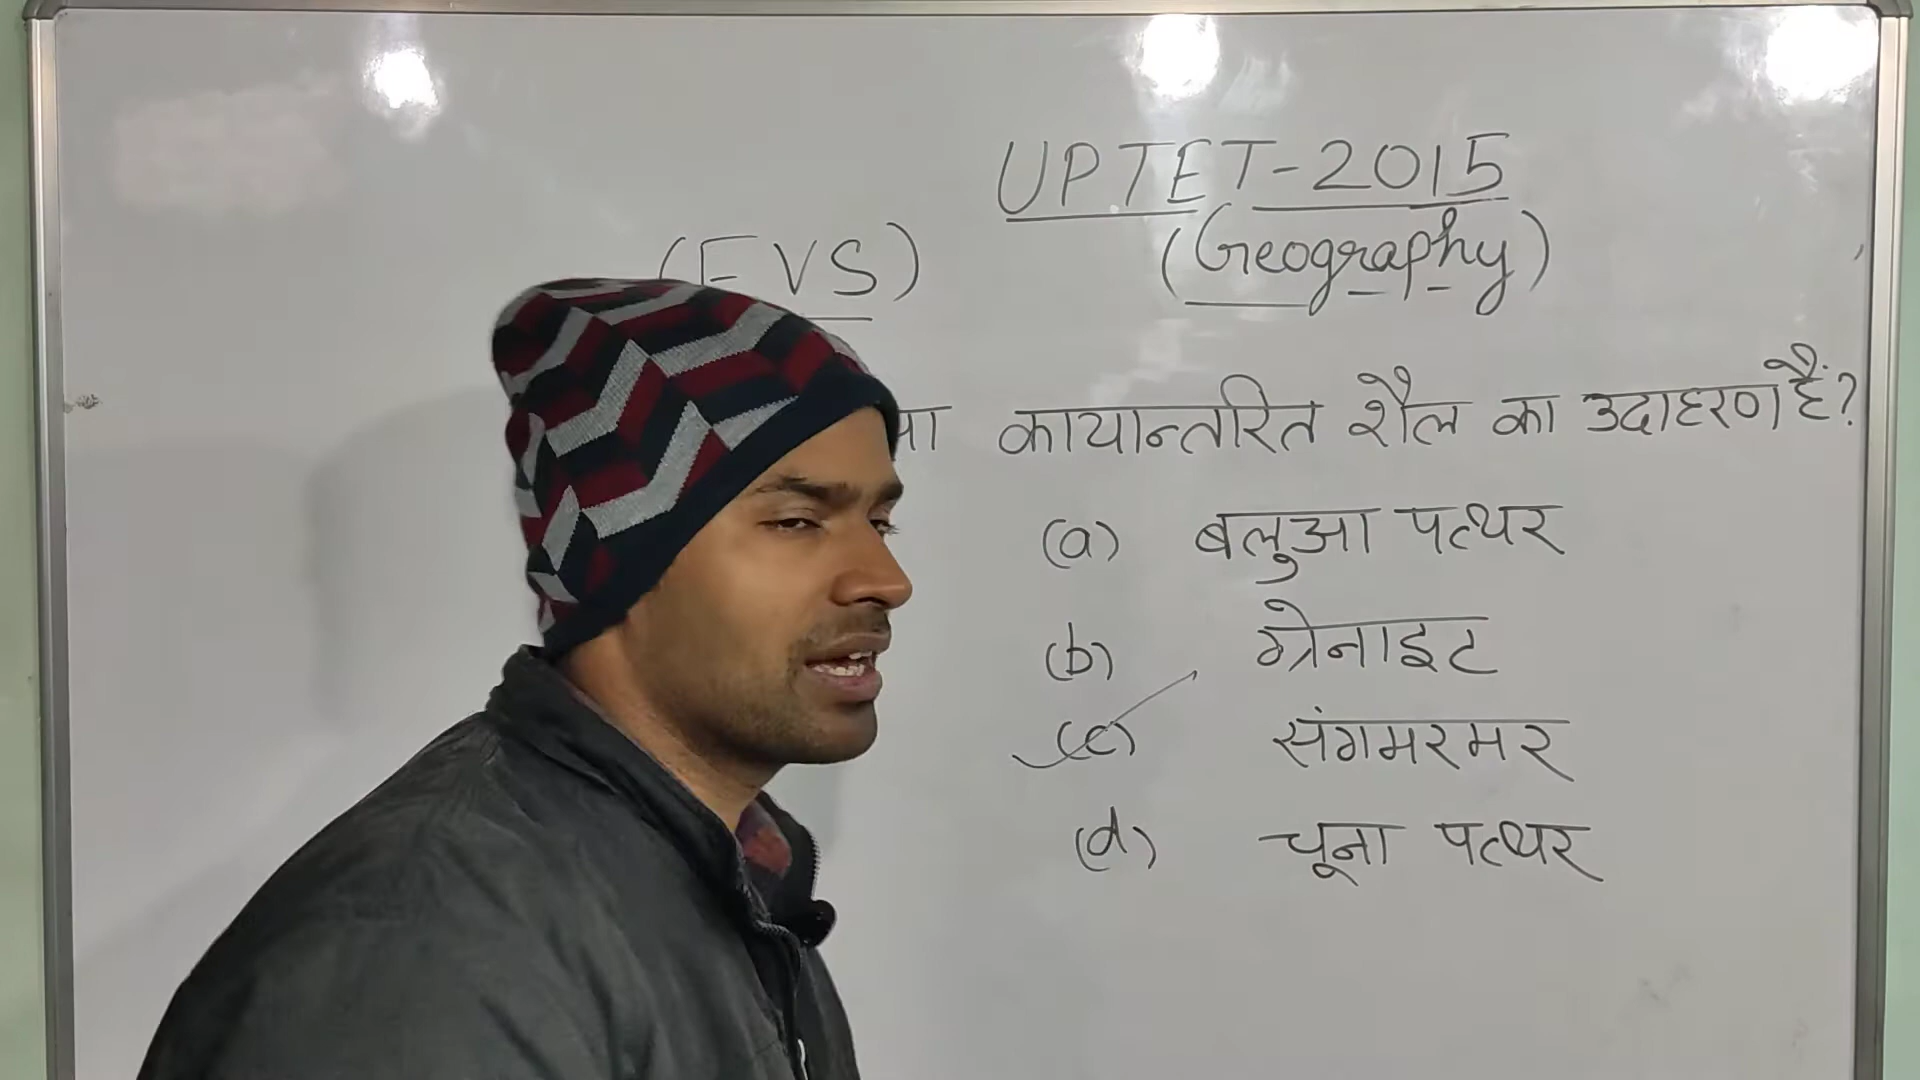 UPTET-2015
(EVS) (Geography)
कायान्तरित शैल का उदाहरण है?
(a) बलुआ पत्थर
(b) ग्रेनाइट
(c) संगमरमर
(d) चूना पत्थर